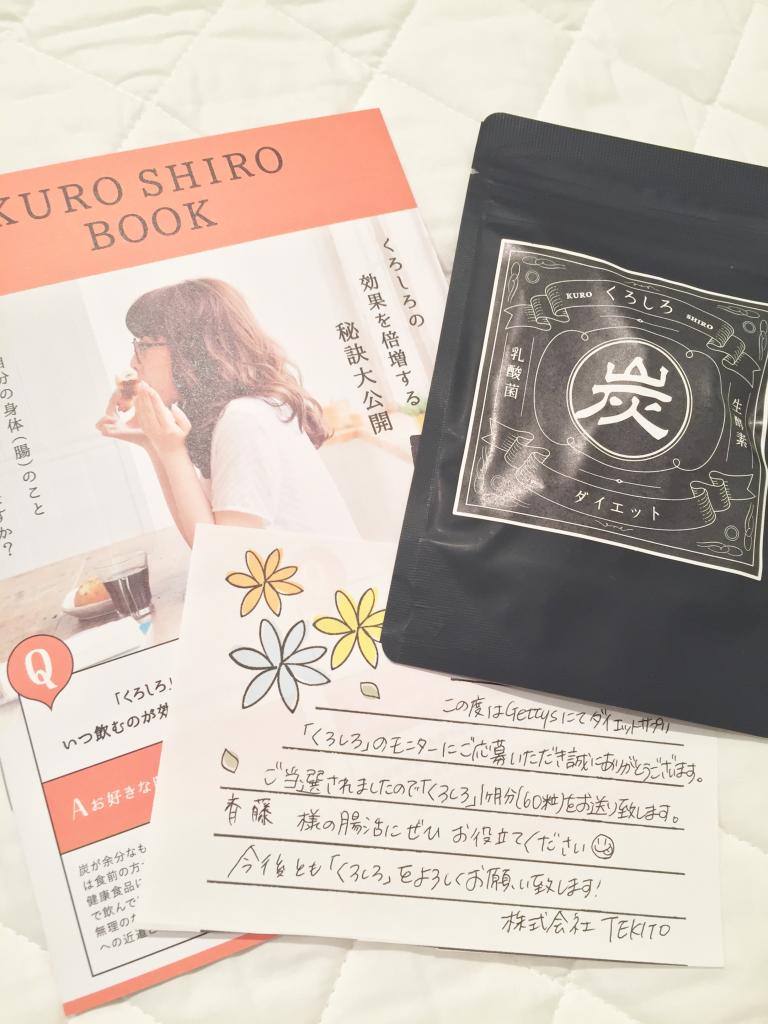 KURO SHIRO
BOOK
くろしろの
効果を倍増する
秘訣大公開
自分の身体（腸）のこと
すか？
Q
「くろしろ」
いつ飲むのが効
A お好きな
炭が余分なも
は食前の方
健康食品に
で飲んで
無理のな
への近道
KURO くろしろ SHIRO
乳酸菌
炭
生酵素
ダイエット
この度はGettysにてダイエットサプリ
「くろしろ」のモニターにご応募いただき誠にありがとうございます。
ご当選されましたので「くろしろ」1ヶ月分(60粒)をお送り致します。
斉藤 様の腸活にぜひ お役立てください
今後とも「くろしろ」をよろしくお願い致します!
株式会社 TEKITO